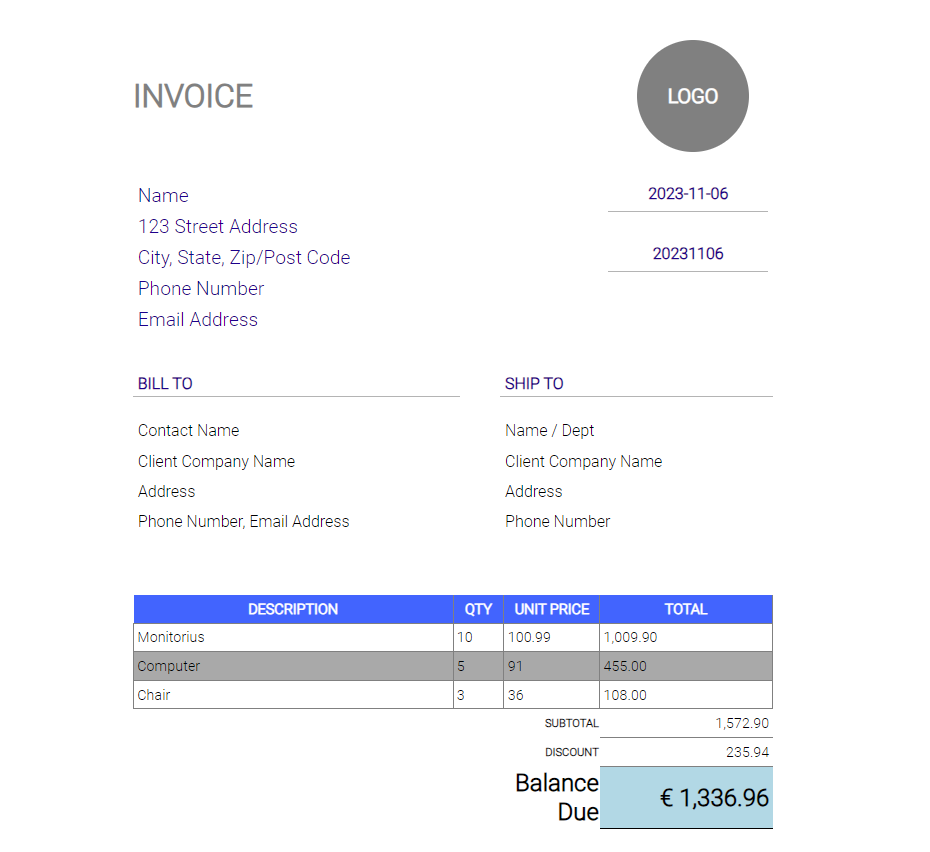 INVOICE
LOGO
Name
2023-11-06
123 Street Address
City, State, Zip/Post Code
20231106
Phone Number
Email Address
BILL TO
SHIP TO
Contact Name
Name / Dept
Client Company Name
Client Company Name
Address
Address
Phone Number, Email Address
Phone Number
DESCRIPTION QTY UNIT PRICE TOTAL
Monitorius 10 100.99 1,009.90
Computer 5 91 455.00
Chair 3 36 108.00
SUBTOTAL 1,572.90
DISCOUNT 235.94
Balance
Due
€ 1,336.96